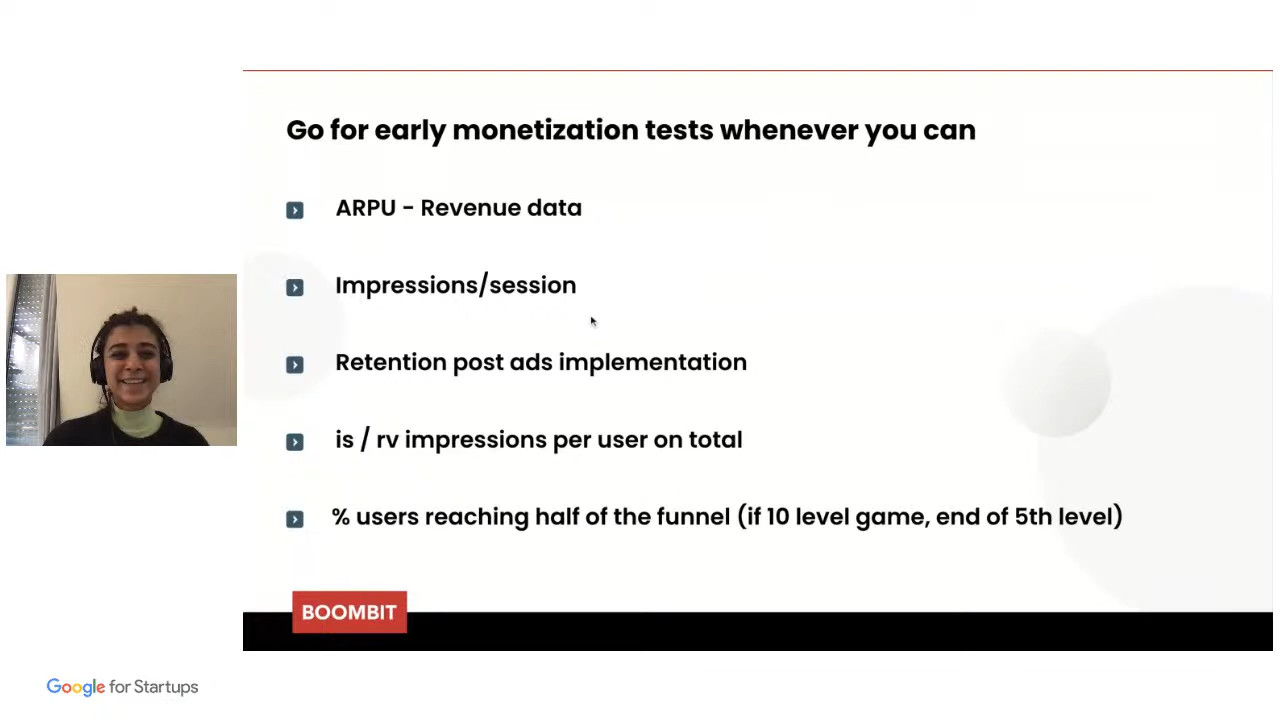 Go for early monetization tests whenever you can
ARPU - Revenue data
Impressions/session
Retention post ads implementation
is / rv impressions per user on total
% users reaching half of the funnel (if 10 level game, end of 5th level)
BOOMBIT
Google for Startups